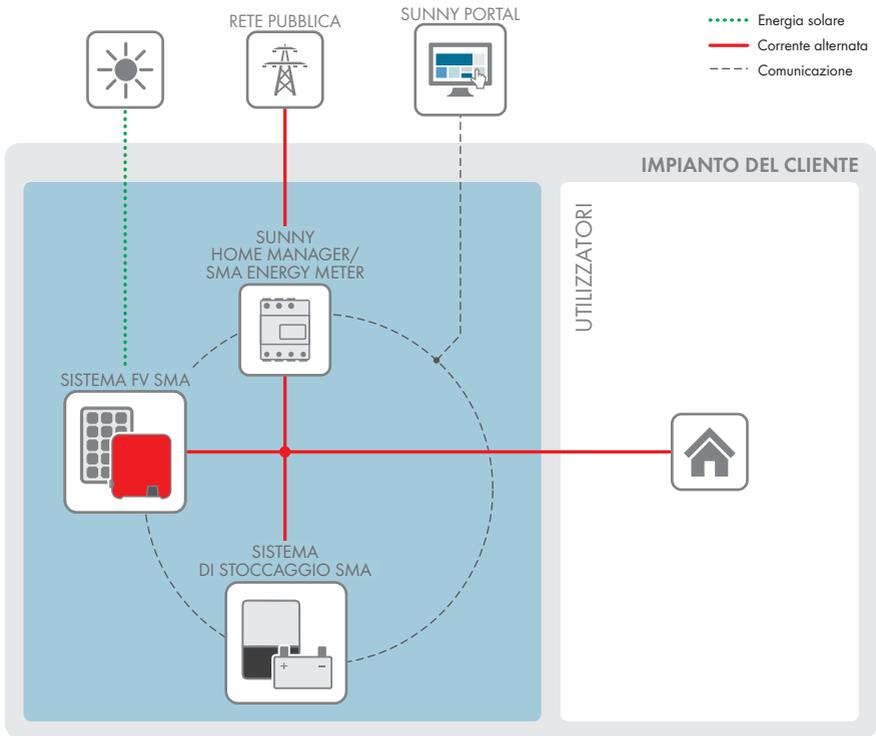 RETE PUBBLICA
SUNNY PORTAL
Energia solare
Corrente alternata
Comunicazione
IMPIANTO DEL CLIENTE
SUNNY
HOME MANAGER/
SMA ENERGY METER
UTILIZZATORI
SISTEMA FV SMA
SISTEMA
DI STOCCAGGIO SMA